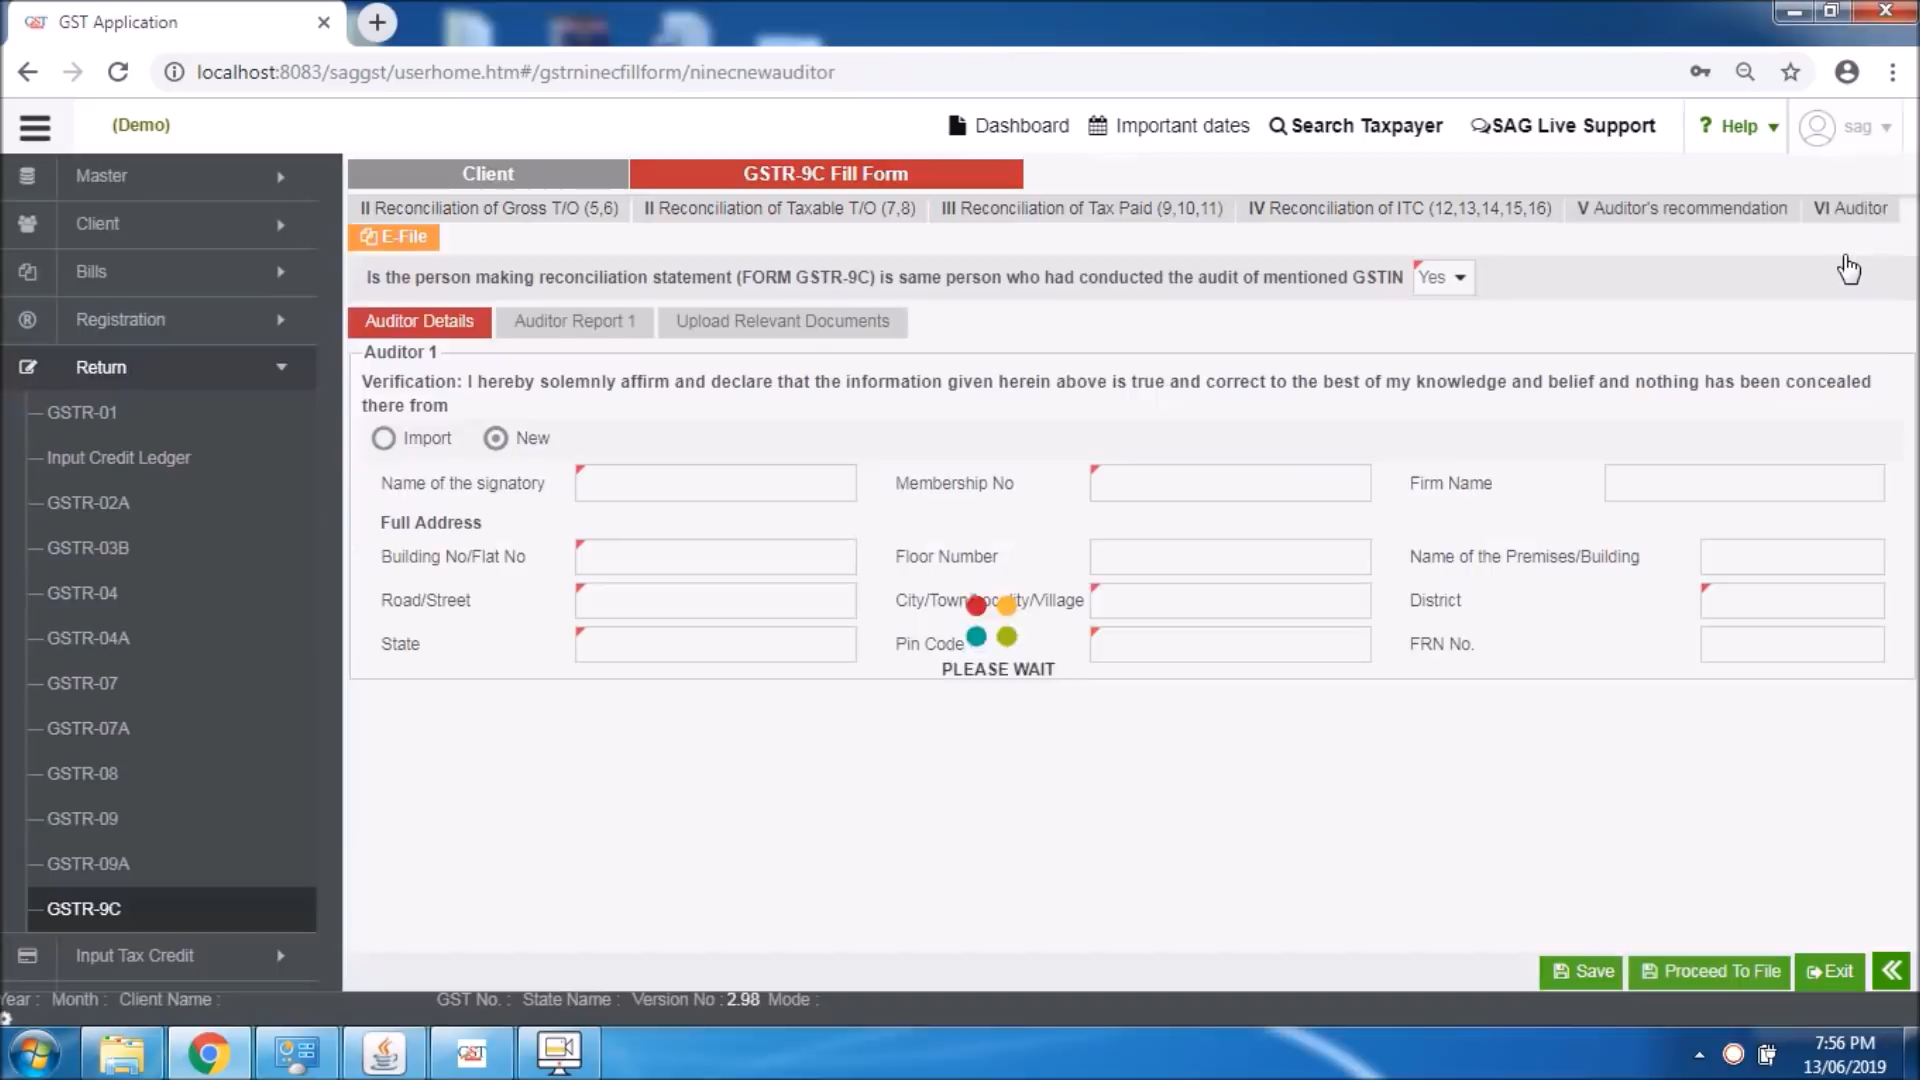 GST GST Application
localhost:8083/saggst/userhome.htm#/gstrninecfillform/ninecnewauditor
(Demo) Dashboard Important dates Search Taxpayer SAG Live Support ? Help sag
Master
Client
Bills
Registration
Return
GSTR-01
Input Credit Ledger
GSTR-02A
GSTR-03B
GSTR-04
GSTR-04A
GSTR-07
GSTR-07A
GSTR-08
GSTR-09
GSTR-09A
GSTR-9C
Input Tax Credit
Client GSTR-9C Fill Form
II Reconciliation of Gross T/O (5,6) II Reconciliation of Taxable T/O (7,8) III Reconciliation of Tax Paid (9,10,11) IV Reconciliation of ITC (12,13,14,15,16) V Auditor's recommendation VI Auditor
E-File
Is the person making reconciliation statement (FORM GSTR-9C) is same person who had conducted the audit of mentioned GSTIN Yes
Auditor Details Auditor Report 1 Upload Relevant Documents
Auditor 1
Verification: I hereby solemnly affirm and declare that the information given herein above is true and correct to the best of my knowledge and belief and nothing has been concealed
there from
Import New
Name of the signatory Membership No Firm Name
Full Address
Building No/Flat No Floor Number Name of the Premises/Building
Road/Street City/Town/Locality/Village District
State Pin Code FRN No.
PLEASE WAIT
Save Proceed To File Exit
Year : Month : Client Name : GST No. : State Name : Version No : 2.98 Mode :
GST
7:56 PM
13/06/2019